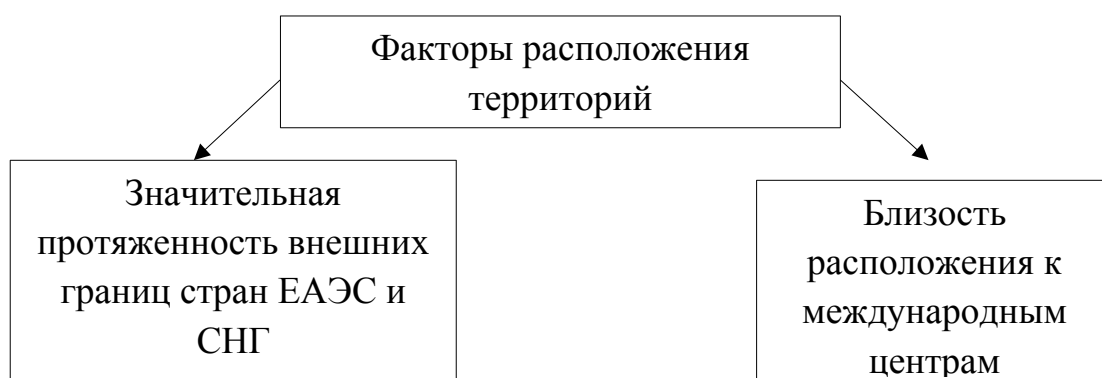 Факторы расположения
территорий
Значительная
протяженность внешних
границ стран ЕАЭС и
СНГ
Близость
расположения к
международным
центрам